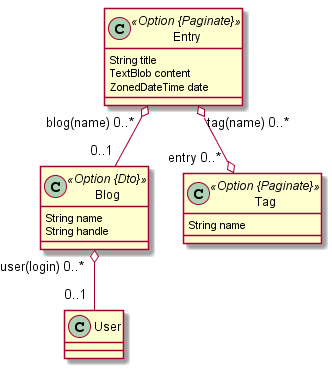 C «Option {Paginate}»
Entry
String title
TextBlob content
ZonedDateTime date
blog(name) 0..*
tag(name) 0..*
0..1
entry 0..*
C «Option {Dto}»
Blog
String name
String handle
C «Option {Paginate}»
Tag
String name
user(login) 0..*
0..1
C User